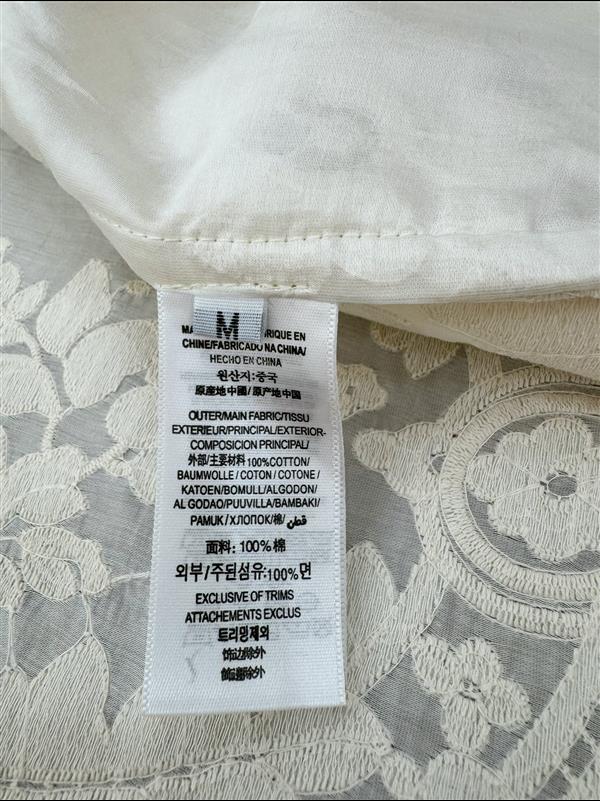 M
RIQUE EN
CHINE/FABRICADO NA CHINA/
HECHO EN CHINA
원산지:중국
原産地中國/原产地中国
OUTER/MAIN FABRIC/TISSU
EXTERIEUR/PRINCIPAL/EXTERIOR-
COMPOSICION PRINCIPAL/
外部/主要材料100%COTTON/
BAUMWOLLE / COTON / COTONE /
KATOEN/BOMULL/ALGODON/
AL GODAO/PUUVILLA/BAMBAKI/
PAMUK / ХЛОПОК/棉/ قطن
面料：100%棉
외부/주된섬유:100%면
EXCLUSIVE OF TRIMS
ATTACHEMENTS EXCLUS
트리밍제외
饰边除外
飾邊除外